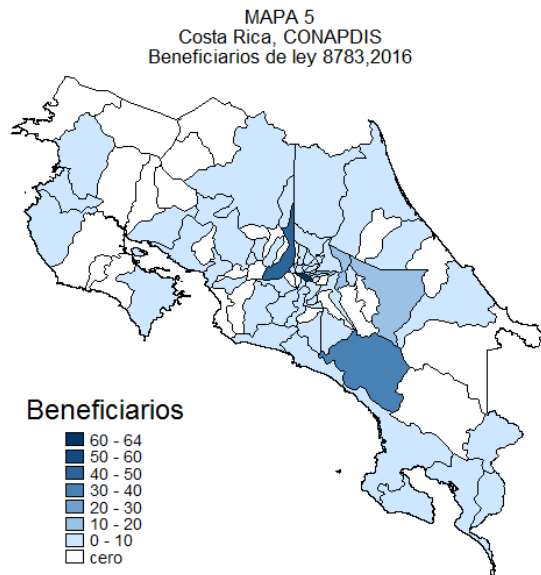 MAPA 5
Costa Rica, CONAPDIS
Beneficiarios de ley 8783,2016
Beneficiarios
60 - 64
50 - 60
40 - 50
30 - 40
20 - 30
10 - 20
0 - 10
cero